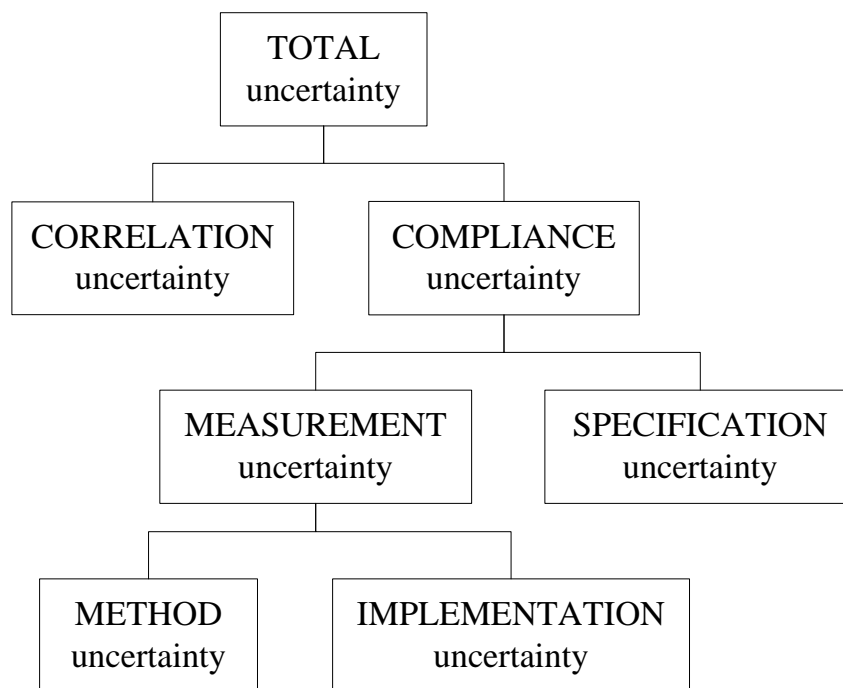 TOTAL
uncertainty
CORRELATION
uncertainty
COMPLIANCE
uncertainty
MEASUREMENT
uncertainty
SPECIFICATION
uncertainty
METHOD
uncertainty
IMPLEMENTATION
uncertainty